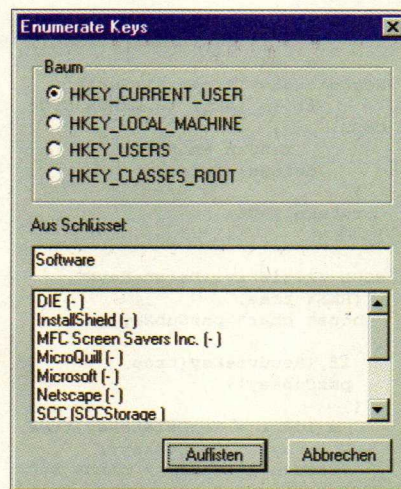 Enumerate Keys
Baum
HKEY_CURRENT_USER
HKEY_LOCAL_MACHINE
HKEY_USERS
HKEY_CLASSES_ROOT
Aus Schlüssel:
Software
DIE (- )
InstallShield (- )
MFC Screen Savers Inc. (- )
MicroQuill (- )
Microsoft (- )
Netscape (- )
SCC (SCCStorage )
Auflisten
Abbrechen